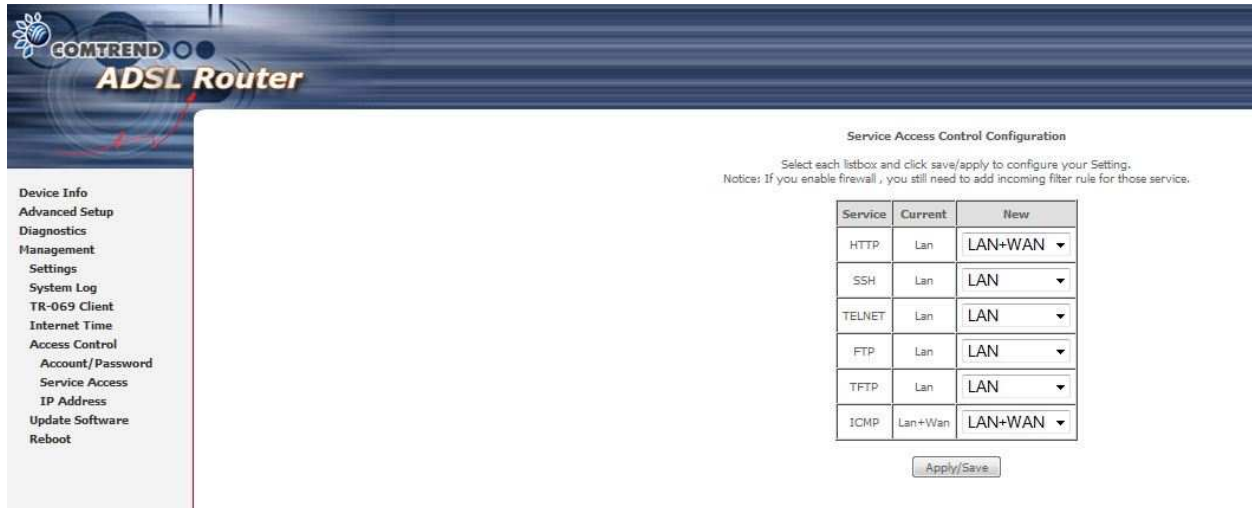 COMTREND
ADSL Router
Device Info
Advanced Setup
Diagnostics
Management
Settings
System Log
TR-069 Client
Internet Time
Access Control
Account/Password
Service Access
IP Address
Update Software
Reboot
Service Access Control Configuration
Select each listbox and click save/apply to configure your Setting.
Notice: If you enable firewall , you still need to add incoming filter rule for those service.
Service Current New
HTTP Lan LAN+WAN
SSH Lan LAN
TELNET Lan LAN
FTP Lan LAN
TFTP Lan LAN
ICMP Lan+Wan LAN+WAN
Apply/Save